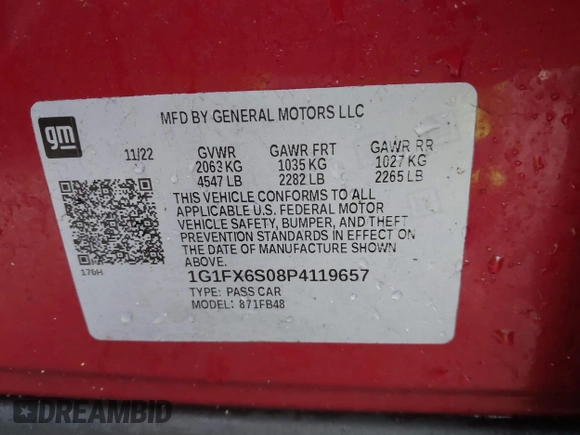 gm
MFD BY GENERAL MOTORS LLC
11/22 GVWR GAWR FRT GAWR RR
2063 KG 1035 KG 1027 KG
4547 LB 2282 LB 2265 LB
THIS VEHICLE CONFORMS TO ALL
APPLICABLE U.S. FEDERAL MOTOR
VEHICLE SAFETY, BUMPER, AND THEFT
PREVENTION STANDARDS IN EFFECT ON
THE DATE OF MANUFACTURE SHOWN
ABOVE.
176H
1G1FX6S08P4119657
TYPE: PASS CAR
MODEL: 871FB48
DREAMBID